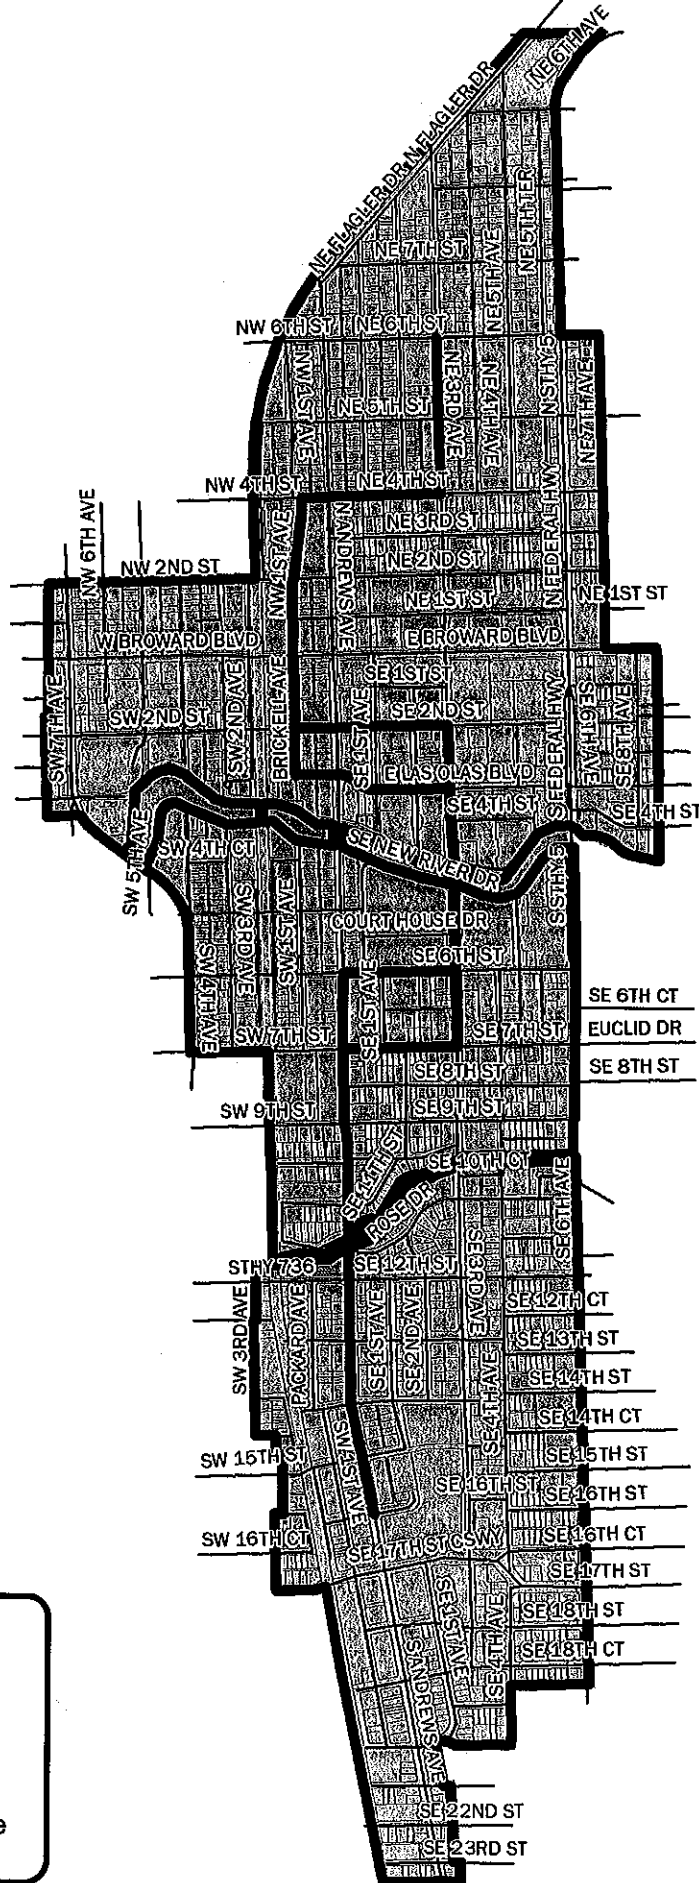 NE 6TH AVE
NE FLAGLER DR N FLAGLER DR
NE 5TH TER
NE 7TH ST
NE 5TH AVE
NW 6TH ST
NE 6TH ST
N STHY 5
NW 1ST AVE
NE 3RD AVE
NE 4TH AVE
NE 7TH AVE
NE 5TH ST
NW 4TH ST
NE 4TH ST
NW 6TH AVE
NW 1ST AVE
N ANDREWS AVE
NE 3RD ST
N FEDERAL HWY
NW 2ND ST
NE 2ND ST
NE 1ST ST
NE 1ST ST
W BROWARD BLVD
E BROWARD BLVD
SE 1ST ST
SW 7TH AVE
SW 2ND ST
SW 2ND AVE
BRICKELL AVE
SE 1ST AVE
SE 2ND ST
S FEDERAL HWY
SE 6TH AVE
SE 8TH AVE
E LAS OLAS BLVD
SE 4TH ST
SE 4TH ST
SW 5TH AVE
SW 4TH CT
SE NEW RIVER DR
S STHY 5
SW 4TH AVE
SW 3RD AVE
SW 1ST AVE
COURT HOUSE DR
SE 6TH ST
SE 1ST AVE
SE 6TH CT
SW 7TH ST
SE 7TH ST
EUCLID DR
SE 8TH ST
SE 8TH ST
SW 9TH ST
SE 9TH ST
SE 11TH ST
SE 10TH CT
ROSE DR
SE 6TH AVE
STHY 736
SE 12TH ST
SE 3RD AVE
SW 3RD AVE
PACKARD AVE
SE 1ST AVE
SE 2ND AVE
SE 12TH CT
SE 13TH ST
SE 14TH ST
SE 4TH AVE
SE 14TH CT
SW 15TH ST
SW 1ST AVE
SE 15TH ST
SE 16TH ST
SE 16TH ST
SW 16TH CT
SE 17TH ST CSWY
SE 16TH CT
SE 17TH ST
SE 1ST AVE
SE 4TH AVE
SE 18TH ST
SE 18TH CT
S ANDREWS AVE
SE 22ND ST
SE 23RD ST
e